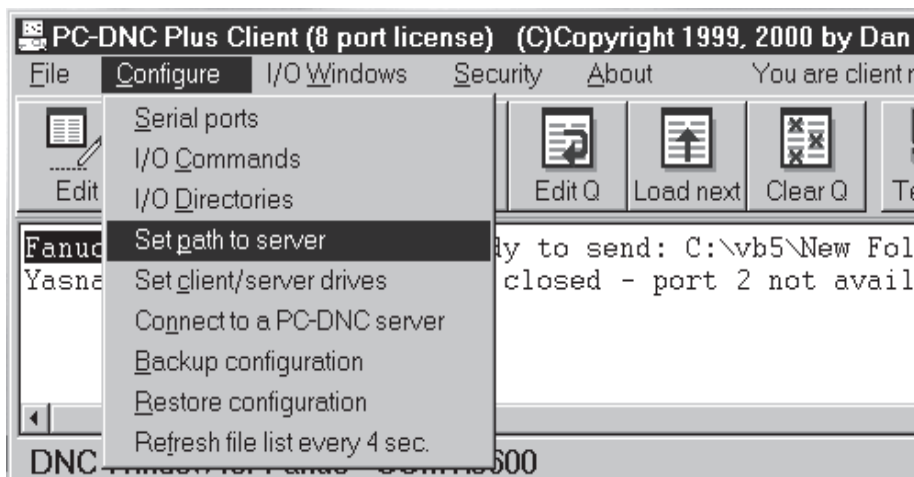 PC-DNC Plus Client (8 port license) (C)Copyright 1999, 2000 by Dan
File Configure I/O Windows Security About You are client
Edit Edit Q Load next Clear Q
Serial ports
I/O Commands
I/O Directories
Set path to server
Set client/server drives
Connect to a PC-DNC server
Backup configuration
Restore configuration
Refresh file list every 4 sec.
Fanuc to send: C:\vb5\New Fol
Yasna closed - port 2 not avail
DNC